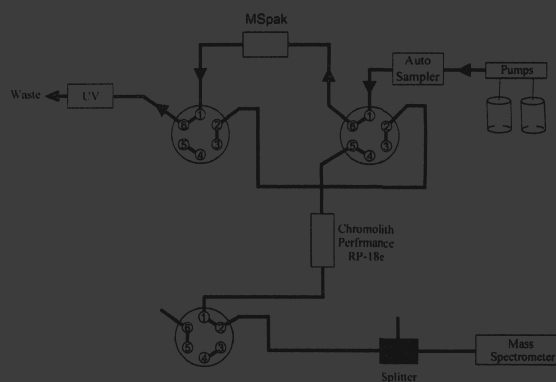 MSpak
Auto
Sampler
Pumps
Waste
UV
1
6
2
5
3
4
1
6
2
5
3
4
Chromolith
Perfrmance
RP-18e
1
6
2
5
3
4
Mass
Spectrometer
Splitter